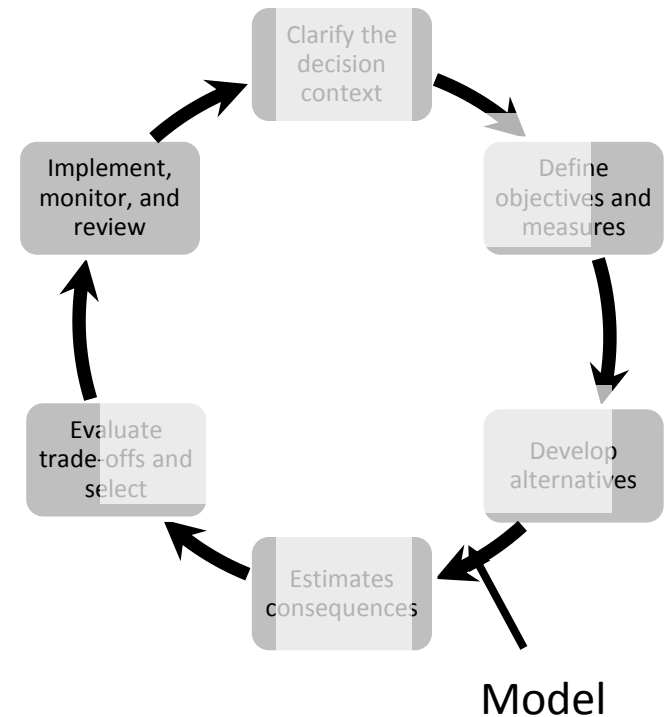 Clarify the
decision
context
Define
objectives and
measures
Develop
alternatives
Estimates
consequences
Evaluate
trade-offs and
select
Implement,
monitor, and
review
Model